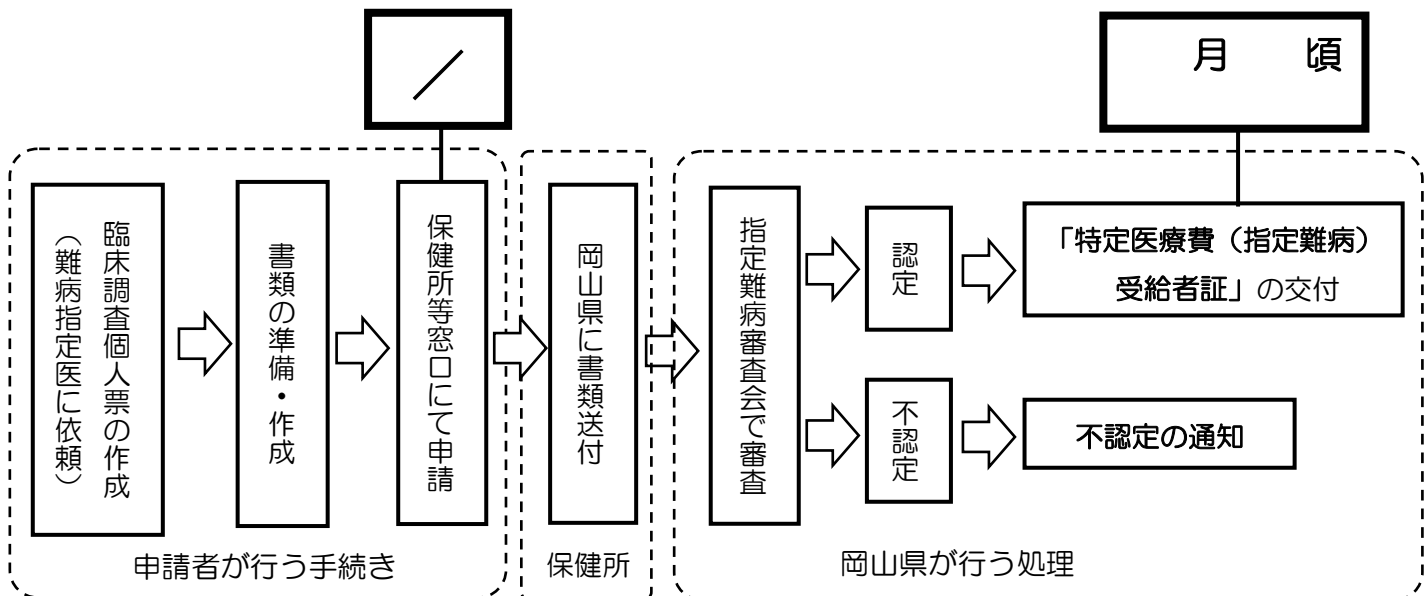 ／
月　　頃
臨床調査個人票の作成
（難病指定医に依頼）
書類の準備・作成
保健所等窓口にて申請
岡山県に書類送付
指定難病審査会で審査
認定
「特定医療費（指定難病）
受給者証」の交付
不認定
不認定の通知
申請者が行う手続き
保健所
岡山県が行う処理